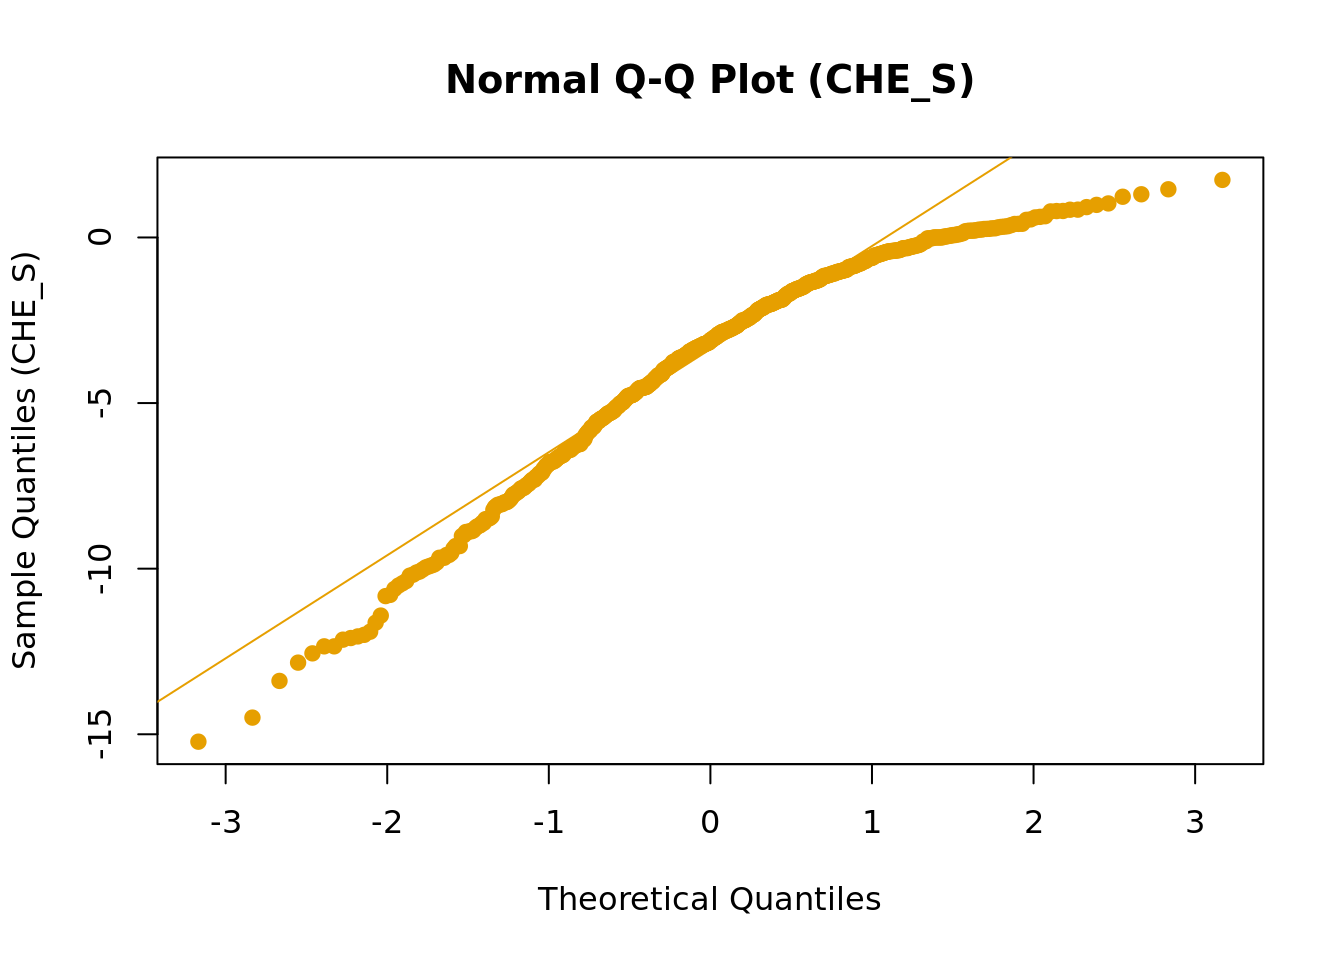 Normal Q-Q Plot (CHE_S)
Sample Quantiles (CHE_S)
0
-5
-10
-15
-3 -2 -1 0 1 2 3
Theoretical Quantiles